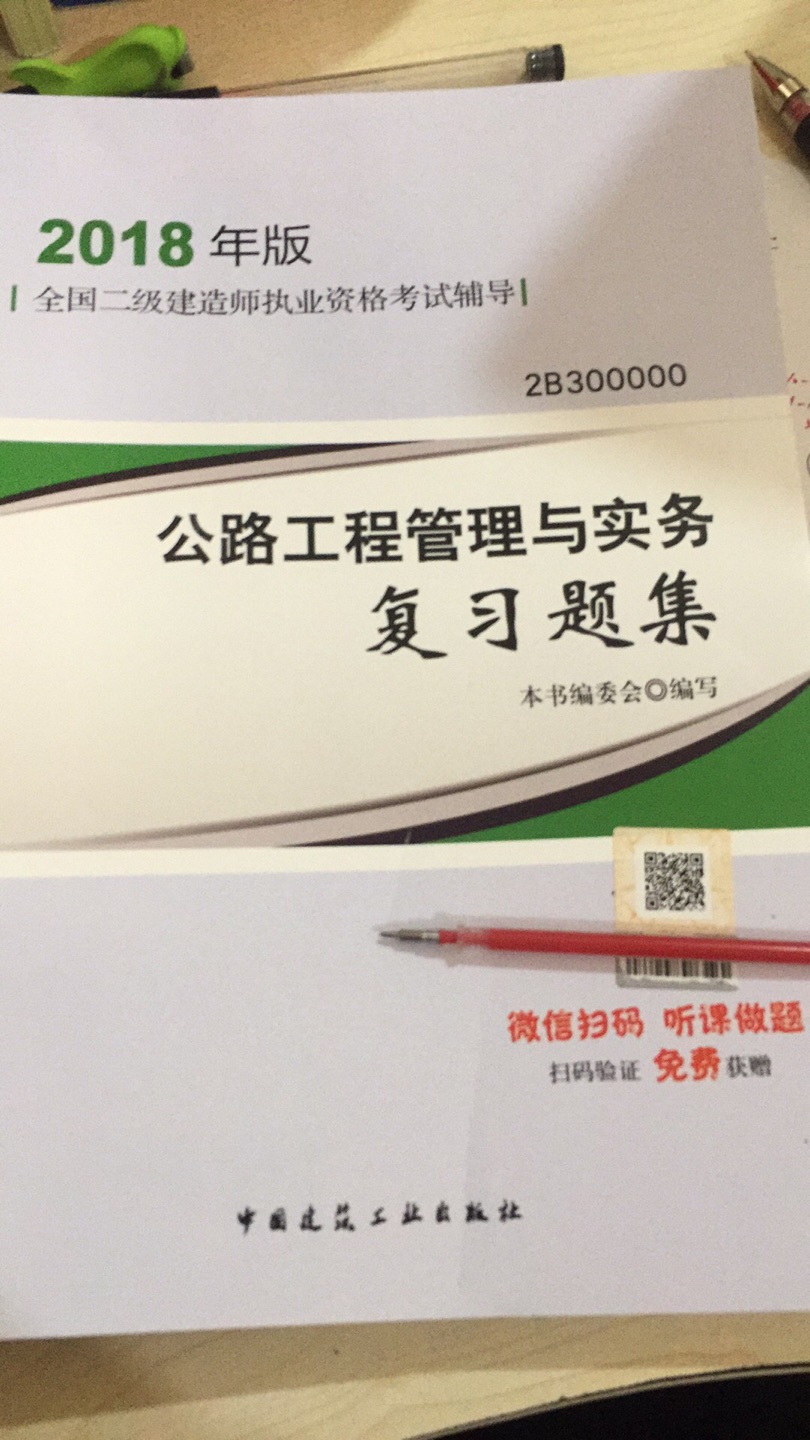 2018 年版
全国二级建造师执业资格考试辅导
2B300000
公路工程管理与实务
复习题集
本书编委会◎编写
微信扫码 听课做题
扫码验证 免费获赠
中国建筑工业出版社